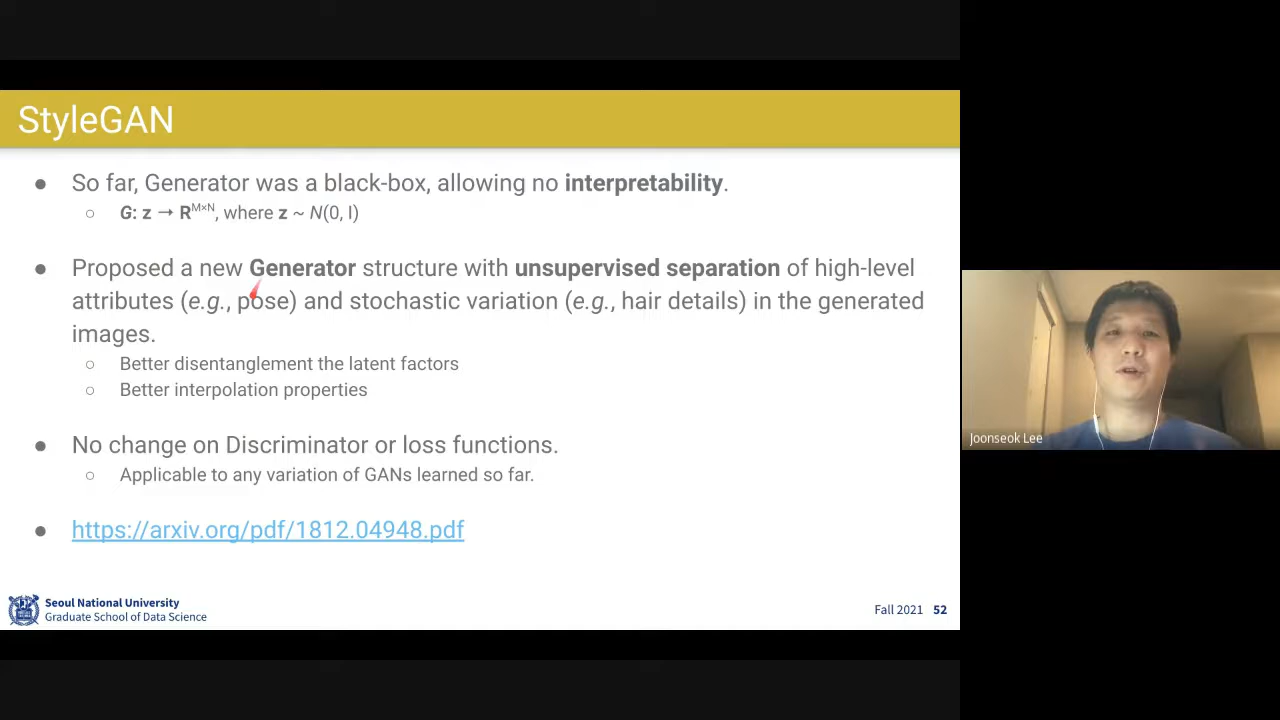 StyleGAN
● So far, Generator was a black-box, allowing no interpretability.
○ G: z → R^M×N, where z ~ N(0, I)
● Proposed a new Generator structure with unsupervised separation of high-level
attributes (e.g., pose) and stochastic variation (e.g., hair details) in the generated
images.
○ Better disentanglement the latent factors
○ Better interpolation properties
● No change on Discriminator or loss functions.
○ Applicable to any variation of GANs learned so far.
● https://arxiv.org/pdf/1812.04948.pdf
Seoul National University
Graduate School of Data Science
Fall 2021 52
Joonseok Lee